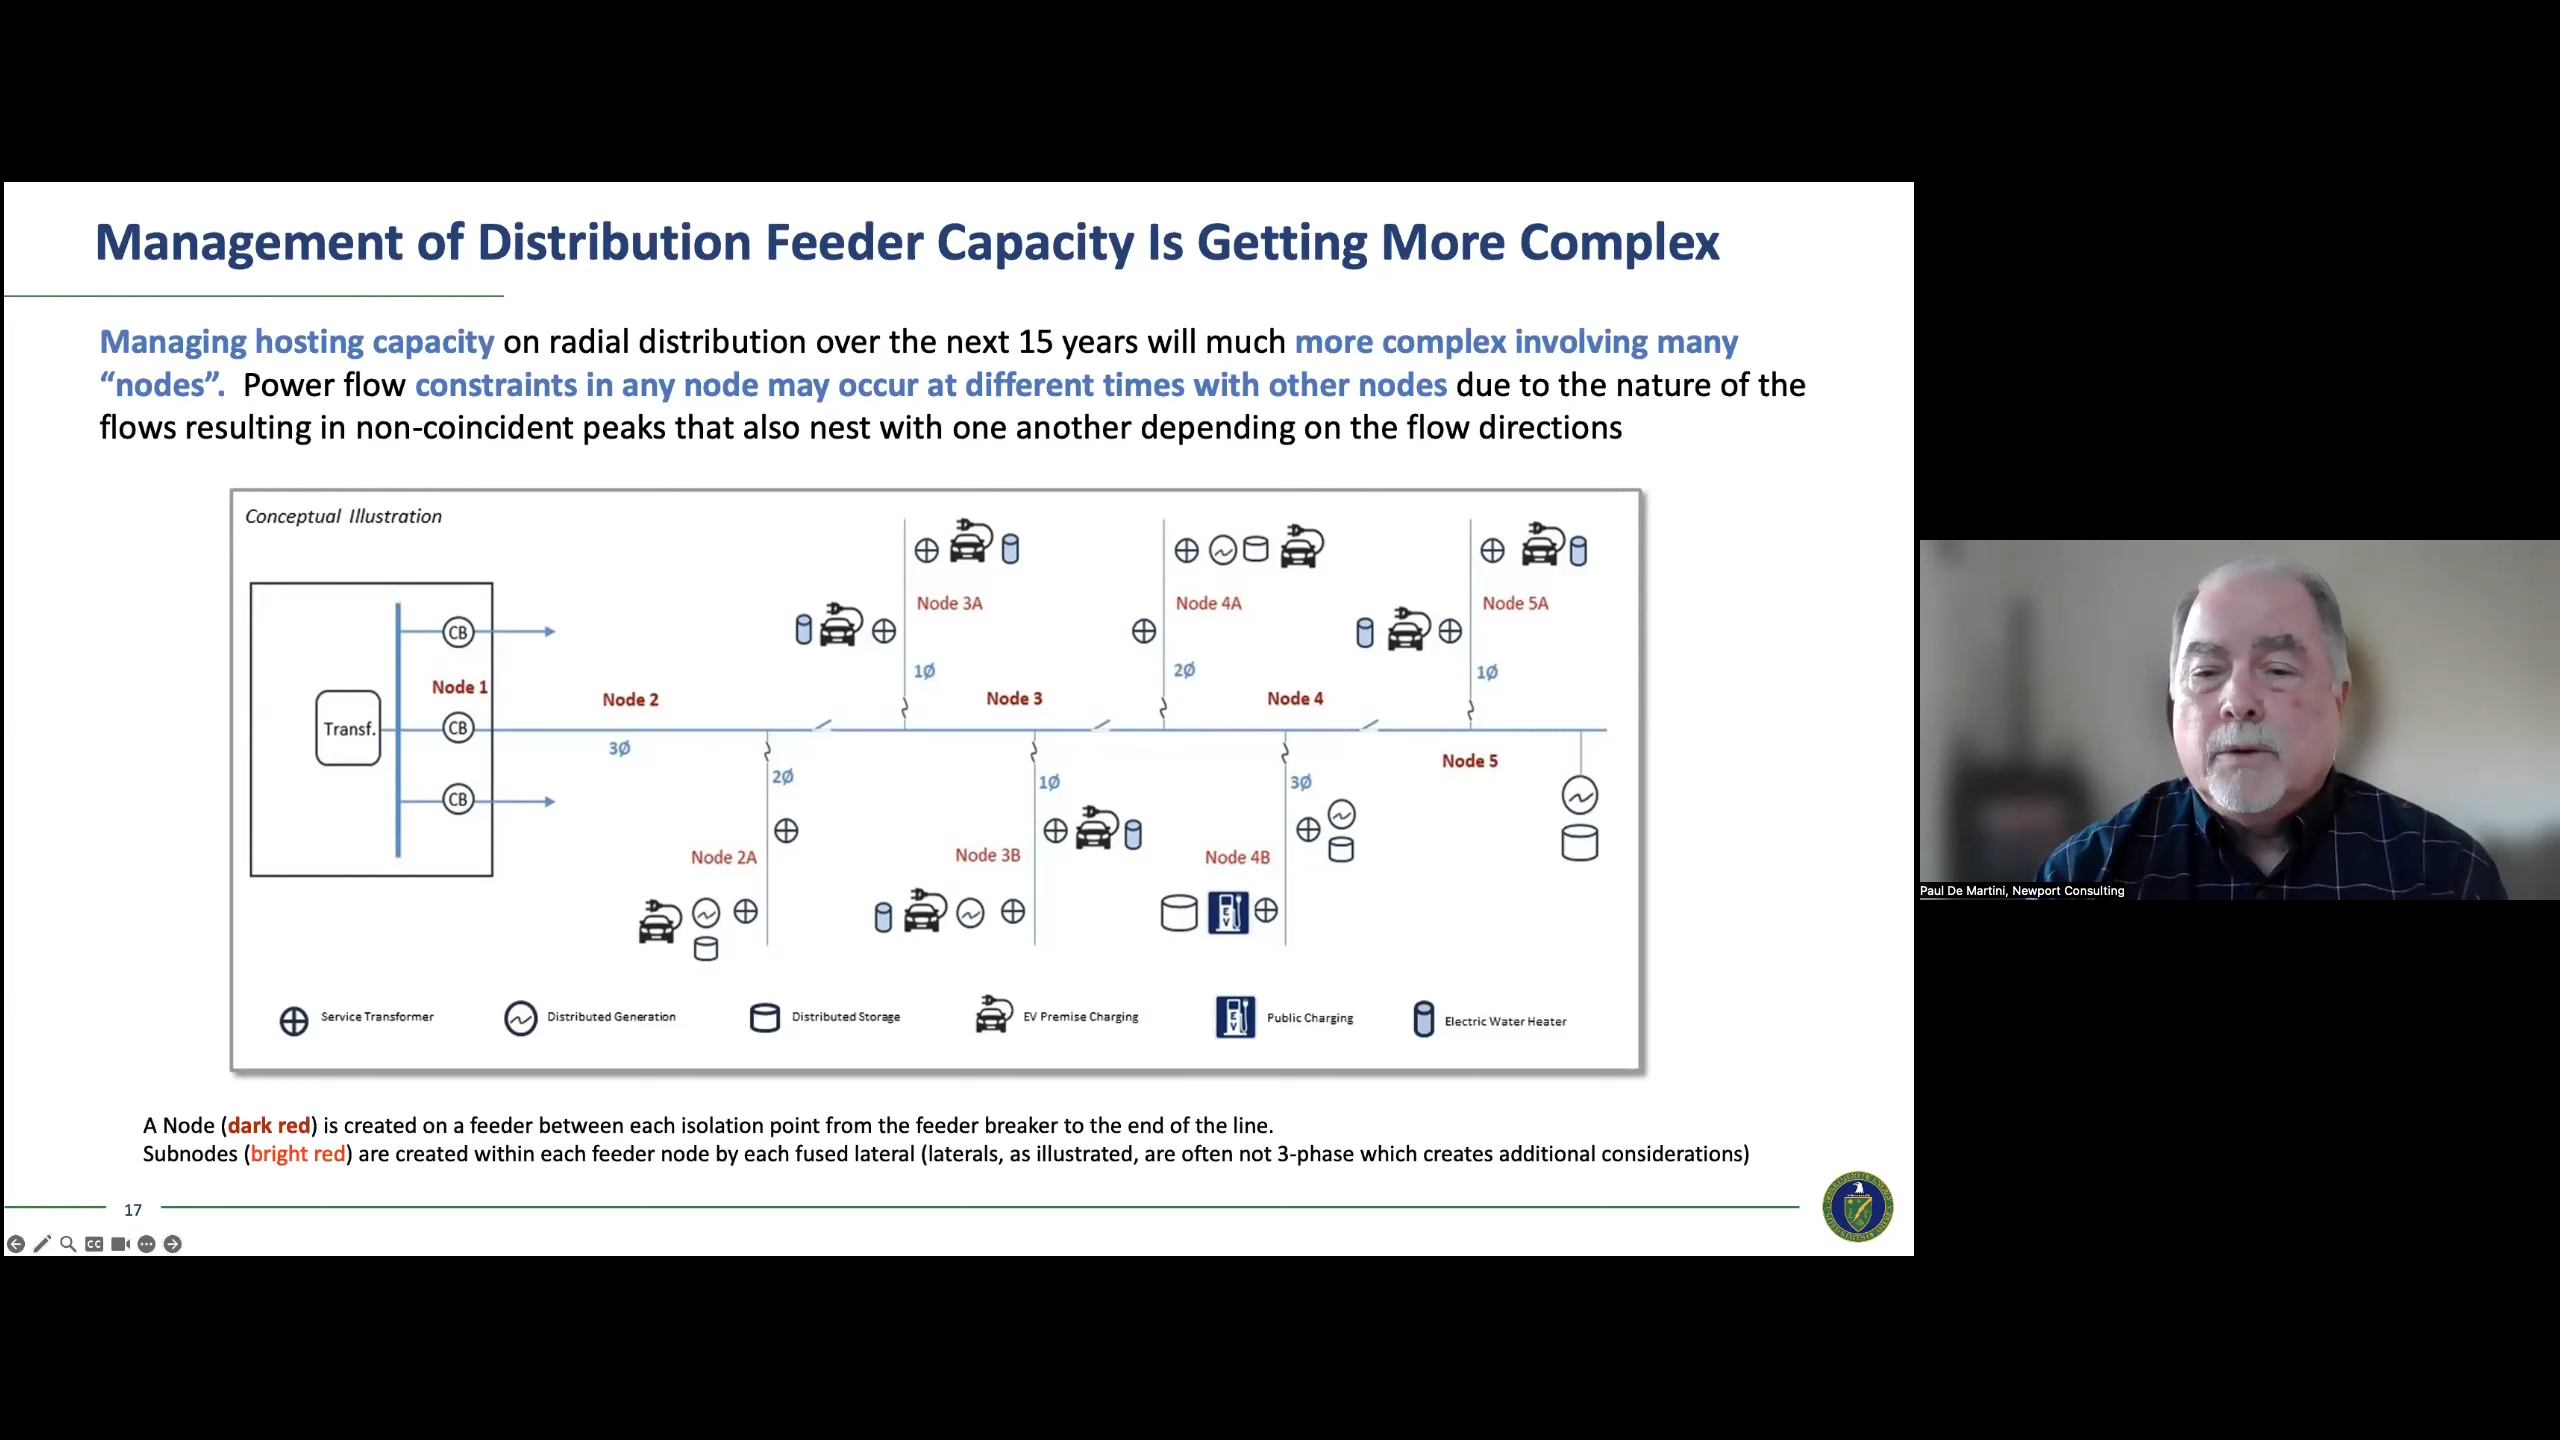 Management of Distribution Feeder Capacity Is Getting More Complex
Managing hosting capacity on radial distribution over the next 15 years will much more complex involving many
“nodes”. Power flow constraints in any node may occur at different times with other nodes due to the nature of the
flows resulting in non-coincident peaks that also nest with one another depending on the flow directions
Conceptual Illustration
Node 3A
Node 4A
Node 5A
CB
1Ø
2Ø
1Ø
Node 1
Node 2
Node 3
Node 4
Transf.
CB
3Ø
Node 5
2Ø
1Ø
3Ø
CB
Node 2A
Node 3B
Node 4B
EV
Service Transformer
Distributed Generation
Distributed Storage
EV Premise Charging
EV
Public Charging
Electric Water Heater
A Node (dark red) is created on a feeder between each isolation point from the feeder breaker to the end of the line.
Subnodes (bright red) are created within each feeder node by each fused lateral (laterals, as illustrated, are often not 3-phase which creates additional considerations)
17
CC
Paul De Martini, Newport Consulting